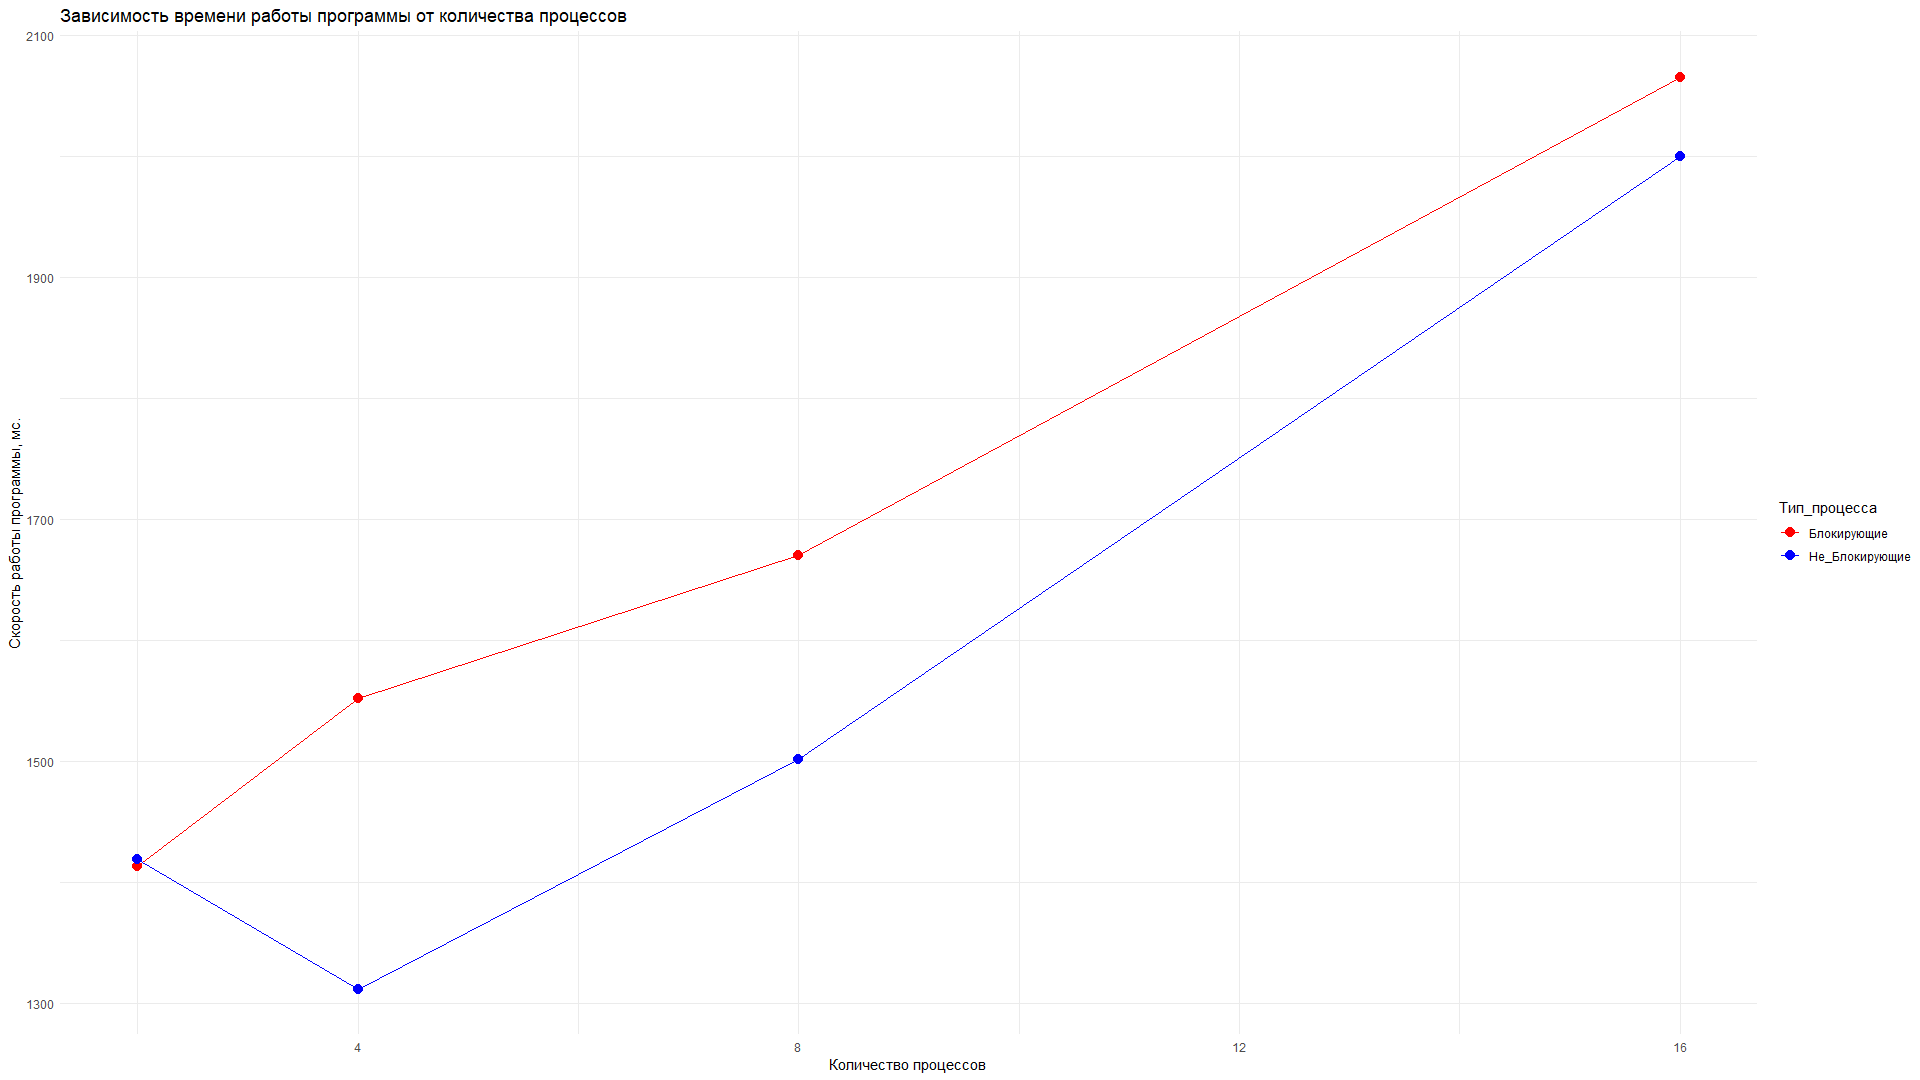 Зависимость времени работы программы от количества процессов
2100
1900
1700
1500
1300
Скорость работы программы, мс.
4
8
12
16
Количество процессов
Тип_процесса
Блокирующие
Не_Блокирующие